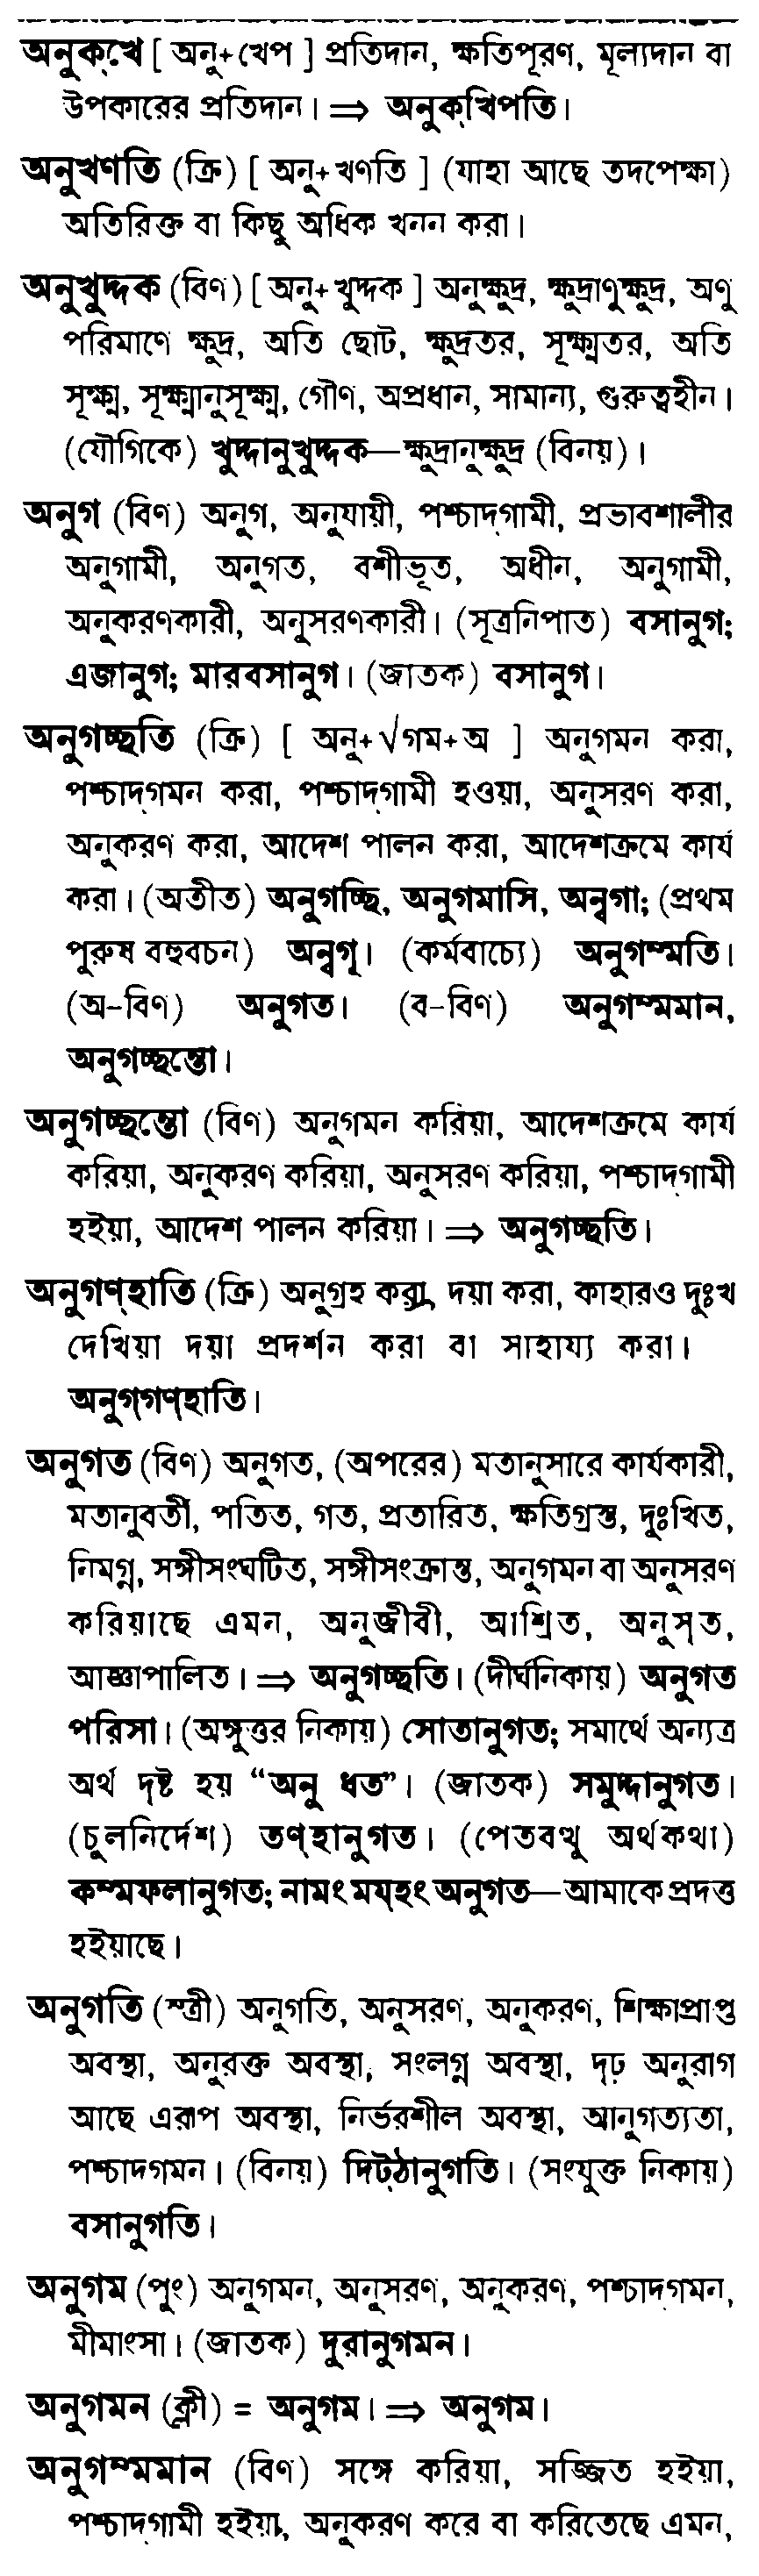 অনুক্খে [ অনু+খেপ ] প্রতিদান, ক্ষতিপূরণ, মূল্যদান বা
উপকারের প্রতিদান। ⇒ অনুক্খিপতি।
অনুখণতি (ক্রি) [ অনু+খণতি ] (যাহা আছে তদপেক্ষা)
অতিরিক্ত বা কিছু অধিক খনন করা।
অনুখুদ্দক (বিণ) [ অনু+খুদ্দক ] অনুক্ষুদ্র, ক্ষুদ্রাণুক্ষুদ্র, অণু
পরিমাণে ক্ষুদ্র, অতি ছোট, ক্ষুদ্রতর, সূক্ষ্মতর, অতি
সূক্ষ্ম, সূক্ষ্মানুসূক্ষ্ম, গৌণ, অপ্রধান, সামান্য, গুরুত্বহীন।
(যৌগিকে) খুদ্দানুখুদ্দক—ক্ষুদ্রানুক্ষুদ্র (বিনয়)।
অনুগ (বিণ) অনুগ, অনুযায়ী, পশ্চাদ্গামী, প্রভাবশালীর
অনুগামী, অনুগত, বশীভূত, অধীন, অনুগামী,
অনুকরণকারী, অনুসরণকারী। (সূত্রনিপাত) বসানুগ;
এজানুগ; মারবসানুগ। (জাতক) বসানুগ।
অনুগচ্ছতি (ক্রি) [ অনু+√গম+অ ] অনুগমন করা,
পশ্চাদ্গমন করা, পশ্চাদ্গামী হওয়া, অনুসরণ করা,
অনুকরণ করা, আদেশ পালন করা, আদেশক্রমে কার্য
করা। (অতীত) অনুগচ্ছি, অনুগমাসি, অন্বগা; (প্রথম
পুরুষ বহুবচন) অন্বগূ। (কর্মবাচ্যে) অনুগম্মতি।
(অ-বিণ) অনুগত। (ব-বিণ) অনুগম্মমান,
অনুগচ্ছন্তো।
অনুগচ্ছন্তো (বিণ) অনুগমন করিয়া, আদেশক্রমে কার্য
করিয়া, অনুকরণ করিয়া, অনুসরণ করিয়া, পশ্চাদ্গামী
হইয়া, আদেশ পালন করিয়া। ⇒ অনুগচ্ছতি।
অনুগণ্হাতি (ক্রি) অনুগ্রহ করা, দয়া করা, কাহারও দুঃখ
দেখিয়া দয়া প্রদর্শন করা বা সাহায্য করা।
অনুগ্গণ্হাতি।
অনুগত (বিণ) অনুগত, (অপরের) মতানুসারে কার্যকারী,
মতানুবর্তী, পতিত, গত, প্রতারিত, ক্ষতিগ্রস্ত, দুঃখিত,
নিমগ্ন, সঙ্গীসংঘটিত, সঙ্গীসংক্রান্ত, অনুগমন বা অনুসরণ
করিয়াছে এমন, অনুজীবী, আশ্রিত, অনুসৃত,
আজ্ঞাপালিত। ⇒ অনুগচ্ছতি। (দীর্ঘনিকায়) অনুগত
পরিসা। (অঙ্গুত্তর নিকায়) সোতানুগত; সমার্থে অন্যত্র
অর্থ দৃষ্ট হয় “অনু ধত”। (জাতক) সমুদ্দানুগত।
(চুলনির্দেশ) তণ্হানুগত। (পেতবত্থু অর্থকথা)
কম্মফলানুগত; নামং ময্হং অনুগত—আমাকে প্রদত্ত
হইয়াছে।
অনুগতি (স্ত্রী) অনুগতি, অনুসরণ, অনুকরণ, শিক্ষাপ্রাপ্ত
অবস্থা, অনুরক্ত অবস্থা, সংলগ্ন অবস্থা, দৃঢ় অনুরাগ
আছে এরূপ অবস্থা, নির্ভরশীল অবস্থা, আনুগত্যতা,
পশ্চাদগমন। (বিনয়) দিট্ঠানুগতি। (সংযুক্ত নিকায়)
বসানুগতি।
অনুগম (পুং) অনুগমন, অনুসরণ, অনুকরণ, পশ্চাদ্গমন,
মীমাংসা। (জাতক) দুরানুগমন।
অনুগমন (ক্লী) = অনুগম। ⇒ অনুগম।
অনুগম্মমান (বিণ) সঙ্গে করিয়া, সজ্জিত হইয়া,
পশ্চাদ্গামী হইয়া, অনুকরণ করে বা করিতেছে এমন,